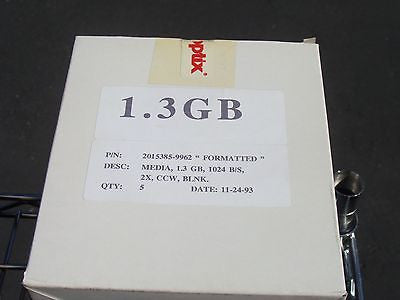 1.3GB
P/N: 2015385-9962 " FORMATTED "
DESC: MEDIA, 1.3 GB, 1024 B/S,
2X, CCW, BLNK.
QTY: 5 DATE: 11-24-93